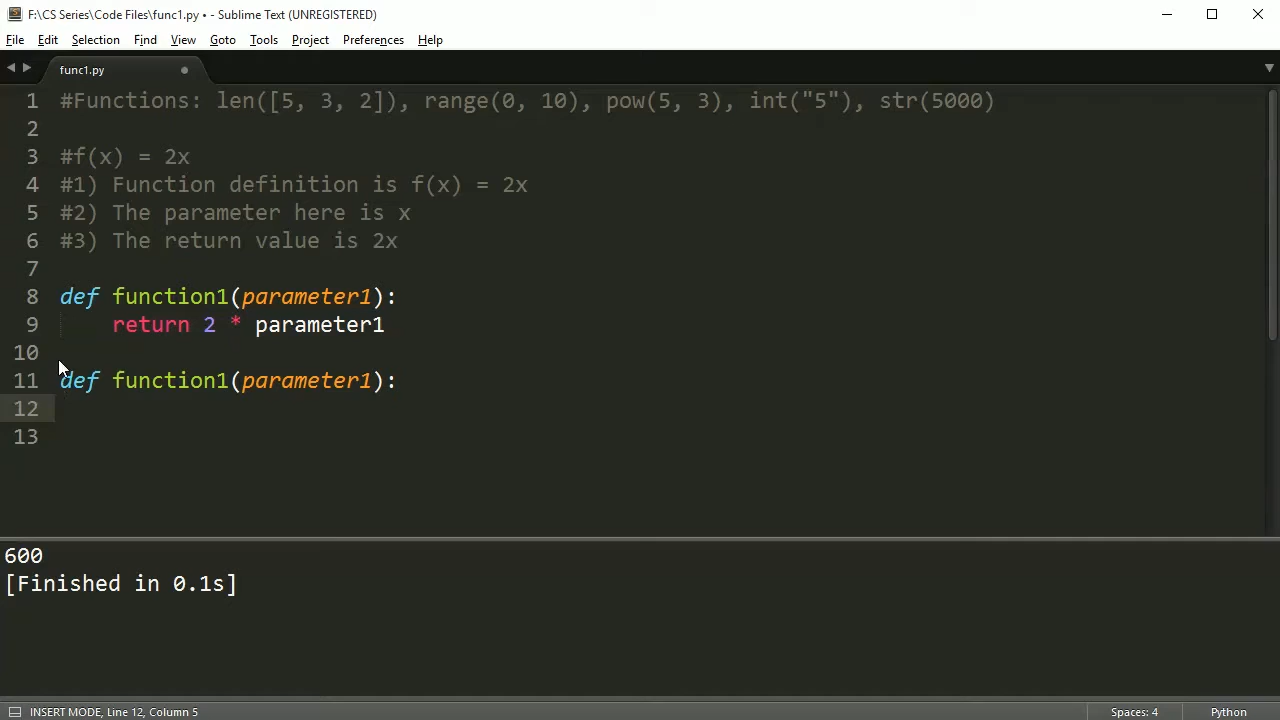 F:\CS Series\Code Files\func1.py • - Sublime Text (UNREGISTERED)
File Edit Selection Find View Goto Tools Project Preferences Help
func1.py
1 #Functions: len([5, 3, 2]), range(0, 10), pow(5, 3), int("5"), str(5000)
2
3 #f(x) = 2x
4 #1) Function definition is f(x) = 2x
5 #2) The parameter here is x
6 #3) The return value is 2x
7
8 def function1(parameter1):
9 return 2 * parameter1
10
11 def function1(parameter1):
12
13
600
[Finished in 0.1s]
INSERT MODE, Line 12, Column 5 Spaces: 4 Python